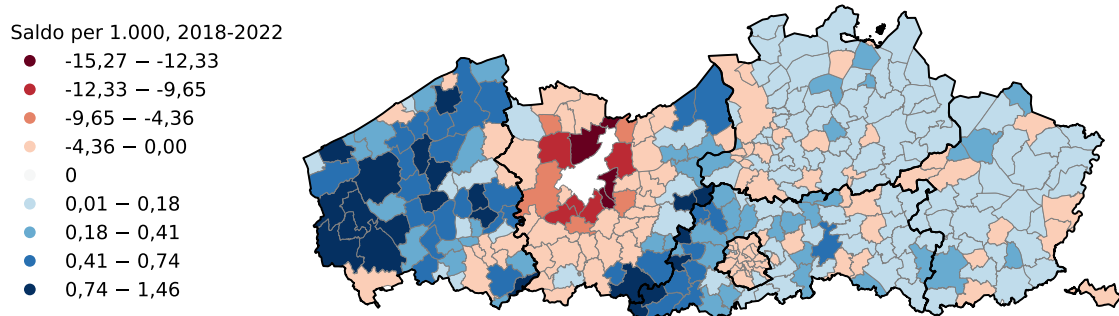 Saldo per 1.000, 2018-2022
-15,27 − -12,33
-12,33 − -9,65
-9,65 − -4,36
-4,36 − 0,00
0
0,01 − 0,18
0,18 − 0,41
0,41 − 0,74
0,74 − 1,46